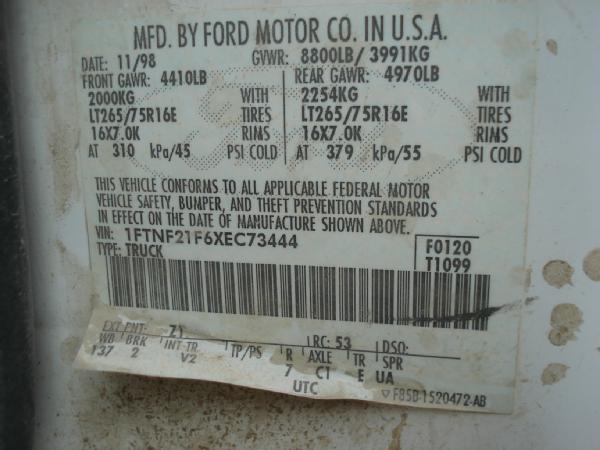 MFD. BY FORD MOTOR CO. IN U.S.A.
DATE: 11/98 GVWR: 8800LB/ 3991KG
FRONT GAWR: 4410LB REAR GAWR: 4970LB
2000KG WITH 2254KG WITH
LT265/75R16E TIRES LT265/75R16E TIRES
16X7.0K RIMS 16X7.0K RIMS
AT 310 kPa/45 PSI COLD AT 379 kPa/55 PSI COLD
THIS VEHICLE CONFORMS TO ALL APPLICABLE FEDERAL MOTOR
VEHICLE SAFETY, BUMPER, AND THEFT PREVENTION STANDARDS
IN EFFECT ON THE DATE OF MANUFACTURE SHOWN ABOVE.
VIN: 1FTNF21F6XEC73444 F0120
TYPE: TRUCK T1099
EXT PNT: Z1 RC: 53 DSO:
WB BRK INT-TR TP/PS R AXLE TR SPR
137 2 V2 7 C1 E UA
UTC ▽ F85B-1520472-AB